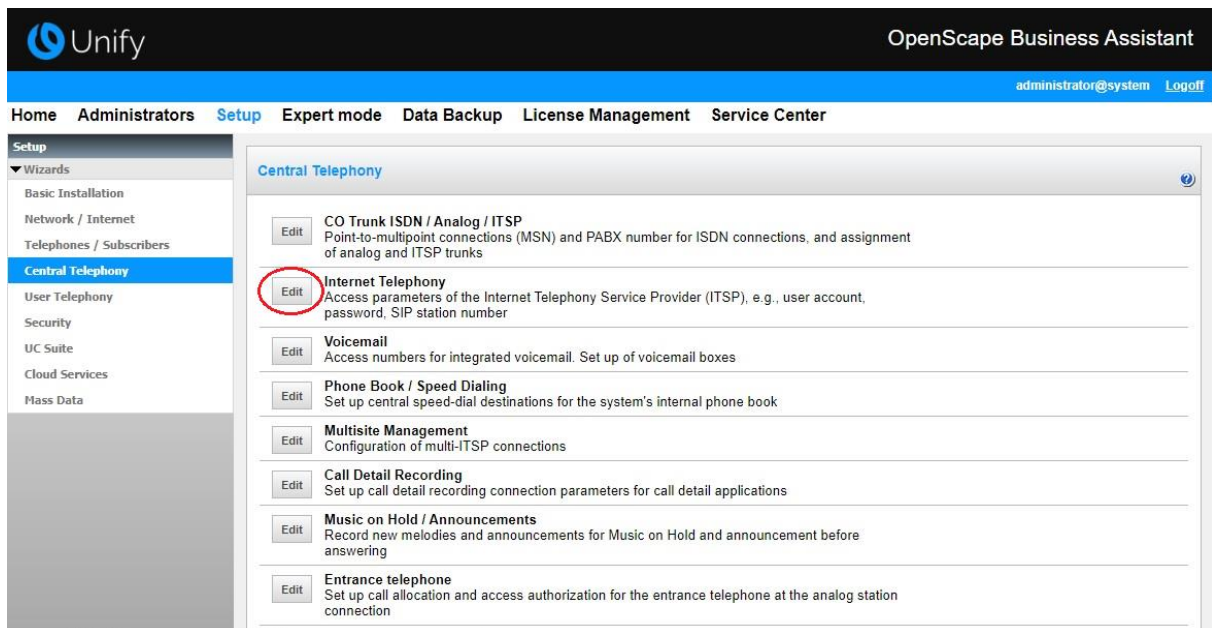 Unify
OpenScape Business Assistant
administrator@system Logoff
Home Administrators Setup Expert mode Data Backup License Management Service Center
Setup
Wizards
Basic Installation
Network / Internet
Telephones / Subscribers
Central Telephony
User Telephony
Security
UC Suite
Cloud Services
Mass Data
Central Telephony
?
Edit
CO Trunk ISDN / Analog / ITSP
Point-to-multipoint connections (MSN) and PABX number for ISDN connections, and assignment
of analog and ITSP trunks
Edit
Internet Telephony
Access parameters of the Internet Telephony Service Provider (ITSP), e.g., user account,
password, SIP station number
Edit
Voicemail
Access numbers for integrated voicemail. Set up of voicemail boxes
Edit
Phone Book / Speed Dialing
Set up central speed-dial destinations for the system's internal phone book
Edit
Multisite Management
Configuration of multi-ITSP connections
Edit
Call Detail Recording
Set up call detail recording connection parameters for call detail applications
Edit
Music on Hold / Announcements
Record new melodies and announcements for Music on Hold and announcement before
answering
Edit
Entrance telephone
Set up call allocation and access authorization for the entrance telephone at the analog station
connection